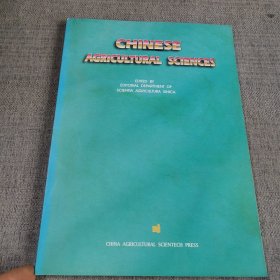 CHINESE
AGRICULTURAL SCIENCES
EDITED BY
EDITORIAL DEPARTMENT OF
SCIENTIA AGRICULTURA SINICA
CHINA AGRICULTURAL SCIENTECH PRESS